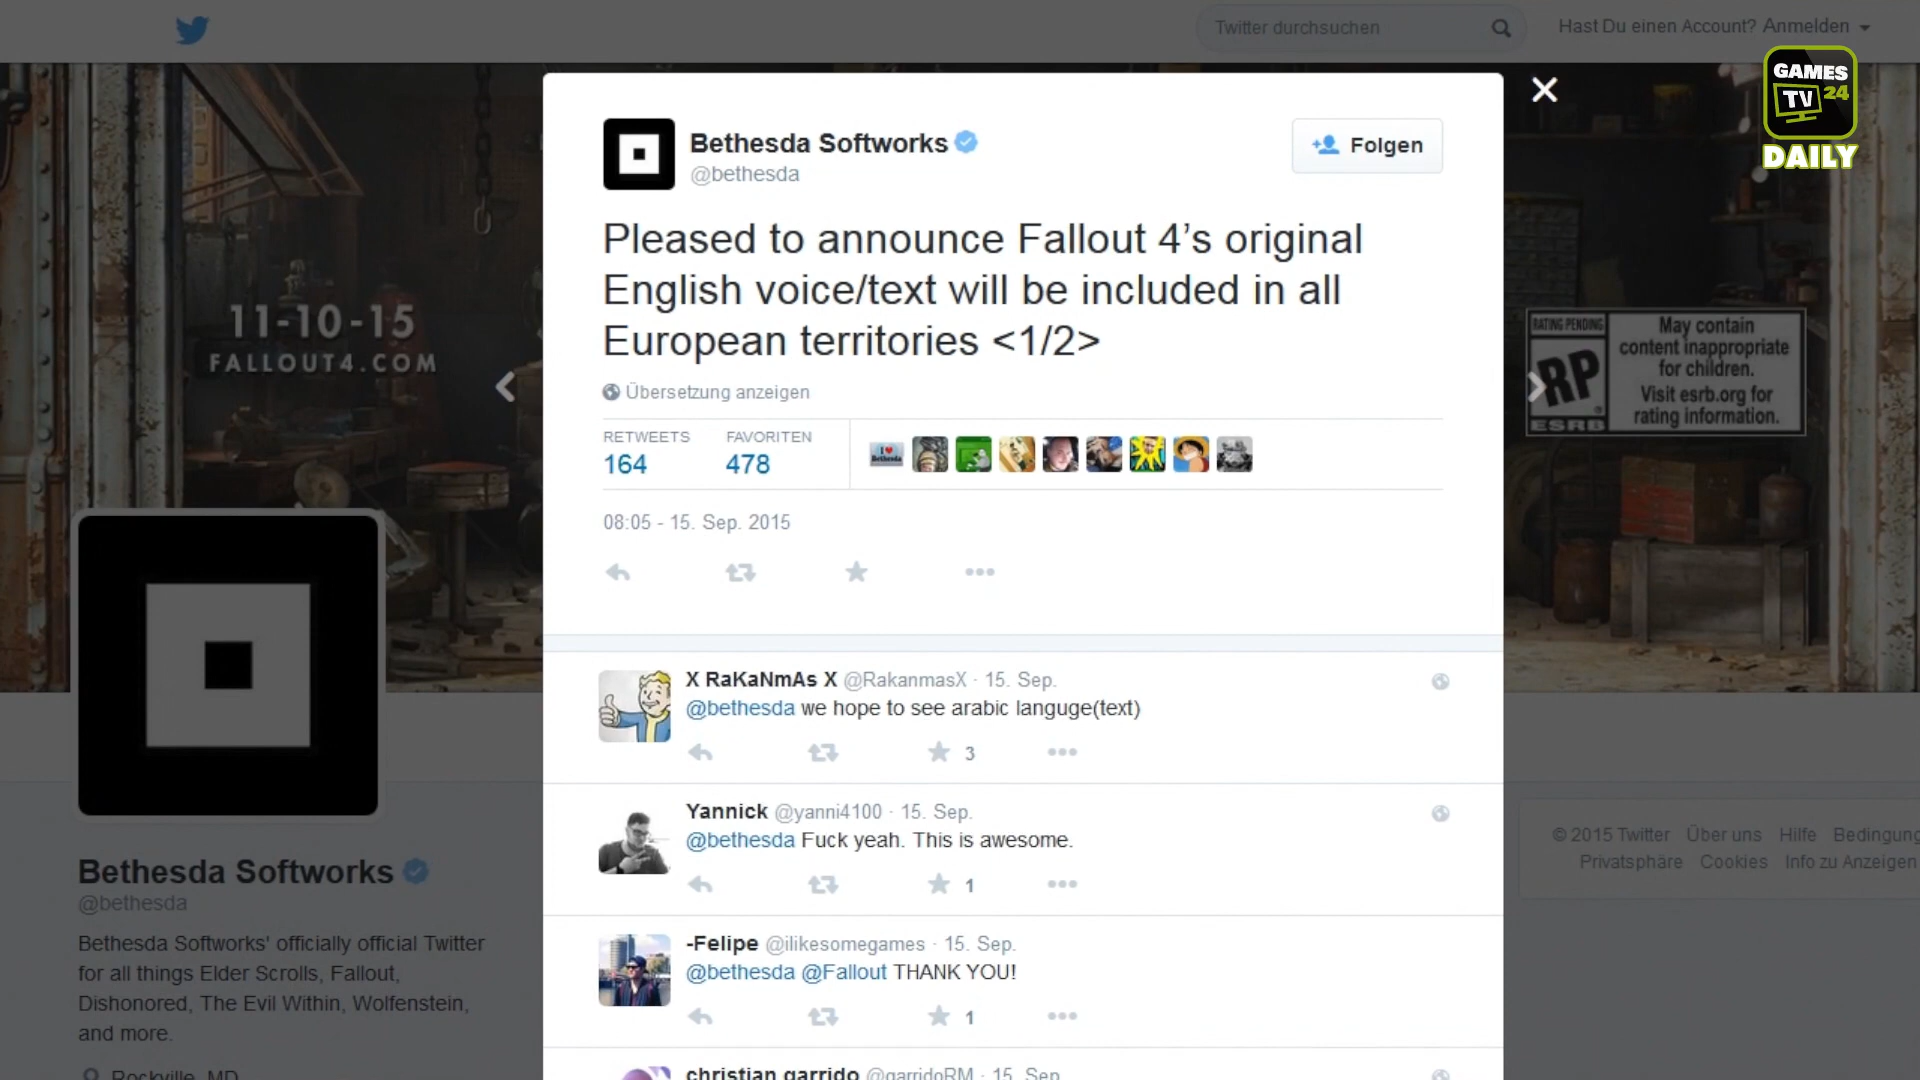 Twitter durchsuchen
Hast Du einen Account? Anmelden
GAMES
TV 24
DAILY
Bethesda Softworks
@bethesda
Folgen
Pleased to announce Fallout 4’s original
English voice/text will be included in all
European territories <1/2>
Übersetzung anzeigen
RETWEETS
164
FAVORITEN
478
I ♥
Bethesda
08:05 - 15. Sep. 2015
11-10-15
FALLOUT4.COM
RATING PENDING
RP
ESRB
May contain
content inappropriate
for children.
Visit esrb.org for
rating information.
X RaKaNmAs X @RakanmasX · 15. Sep.
@bethesda we hope to see arabic languge(text)
3
Yannick @yanni4100 · 15. Sep.
@bethesda Fuck yeah. This is awesome.
1
-Felipe @ilikesomegames · 15. Sep.
@bethesda @Fallout THANK YOU!
1
christian garrido @garridoRM · 15. Sep.
Bethesda Softworks
@bethesda
Bethesda Softworks' officially official Twitter
for all things Elder Scrolls, Fallout,
Dishonored, The Evil Within, Wolfenstein,
and more.
Rockville, MD
© 2015 Twitter Über uns Hilfe Bedingung
Privatsphäre Cookies Info zu Anzeigen